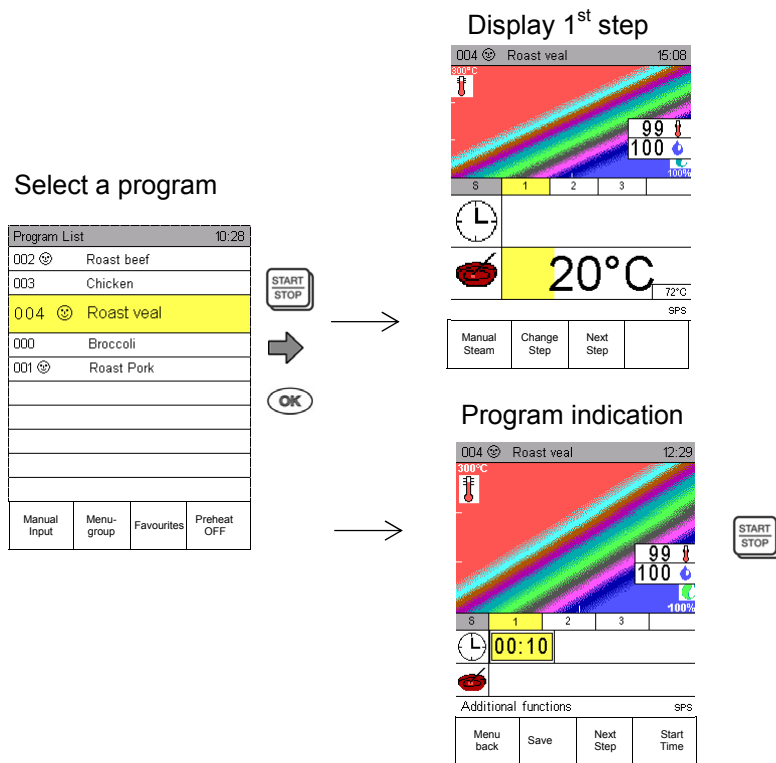 Display 1st step
004 Roast veal 15:08
300°C
99
100
100%
S 1 2 3
20°C
72°C
SPS
Manual Steam
Change Step
Next Step
Select a program
Program List 10:28
002 Roast beef
003 Chicken
004 Roast veal
000 Broccoli
001 Roast Pork
Manual Input
Menu-group
Favourites
Preheat OFF
START
STOP
OK
Program indication
004 Roast veal 12:29
300°C
99
100
100%
S 1 2 3
00:10
Additional functions SPS
Menu back
Save
Next Step
Start Time
START
STOP